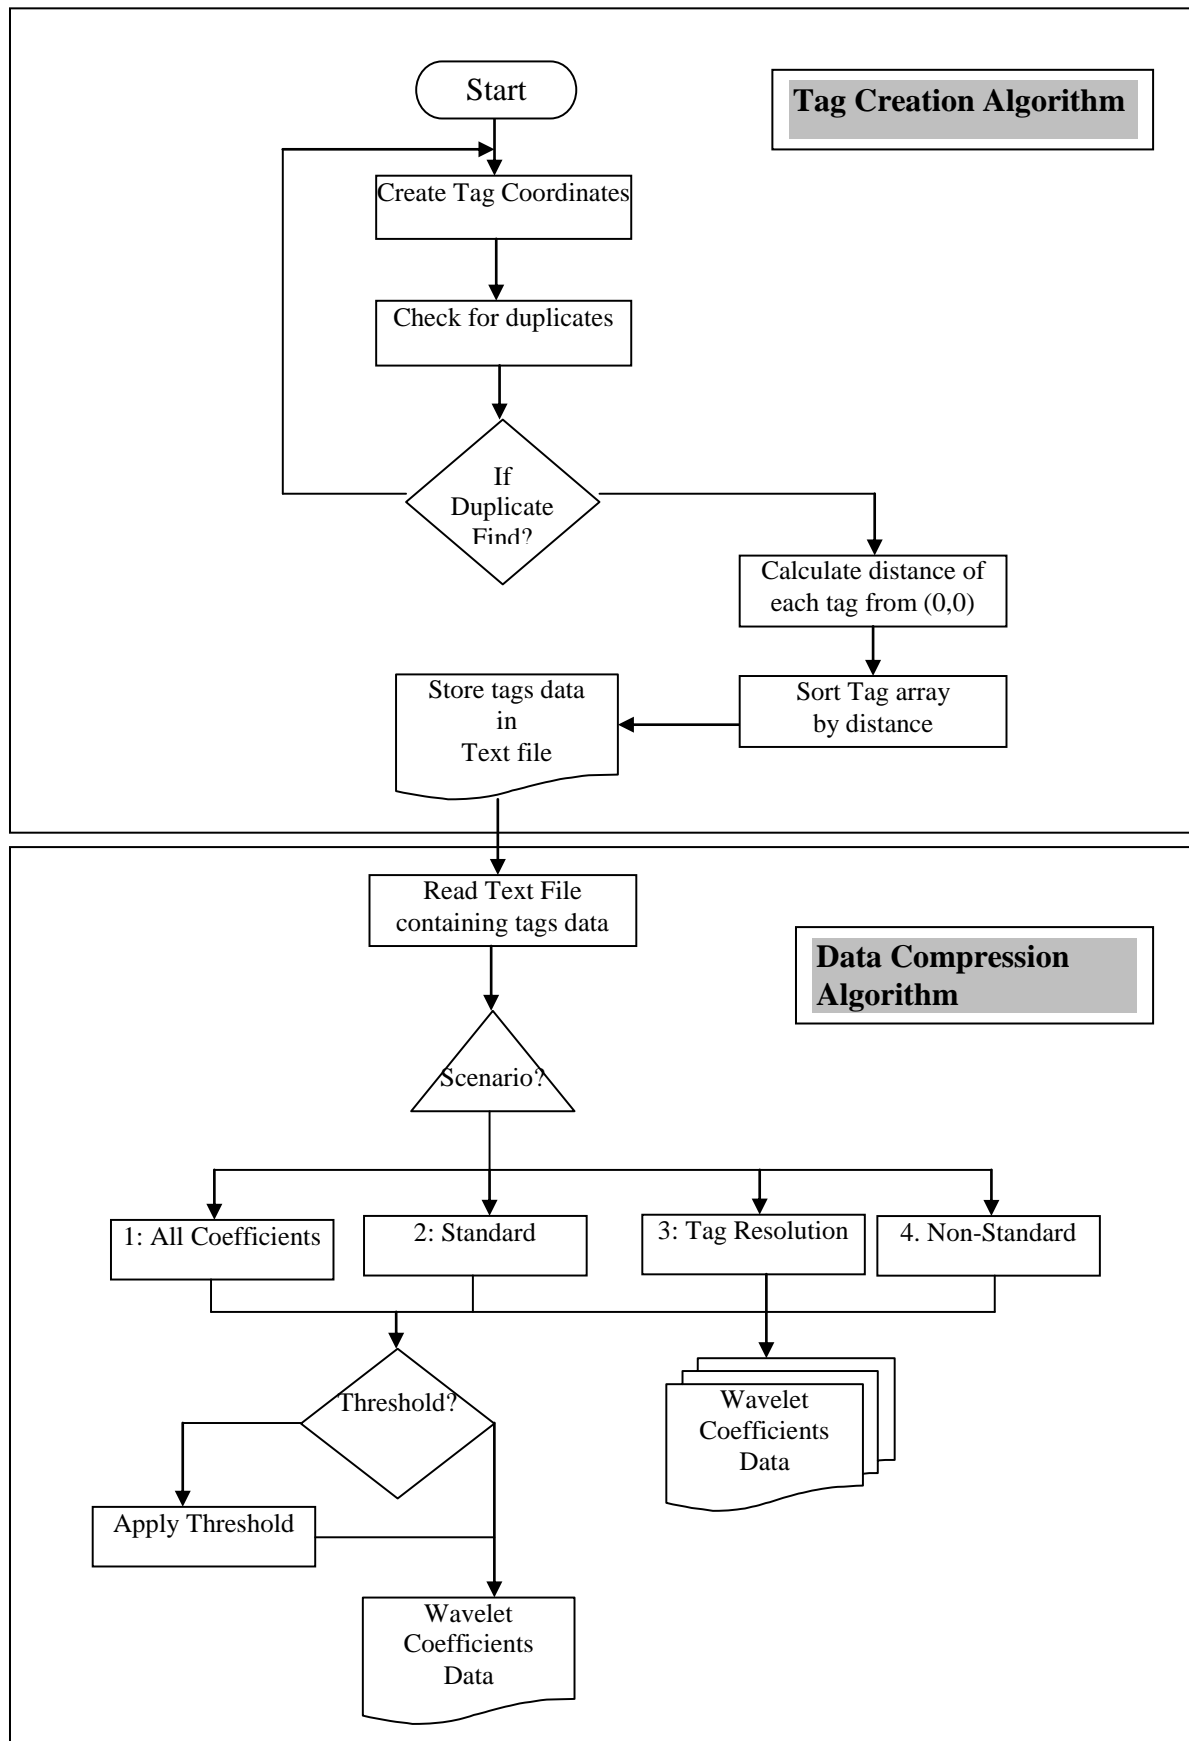 Start
Tag Creation Algorithm
Create Tag Coordinates
Check for duplicates
If
Duplicate
Find?
Calculate distance of
each tag from (0,0)
Store tags data
in
Text file
Sort Tag array
by distance
Read Text File
containing tags data
Data Compression
Algorithm
Scenario?
1: All Coefficients
2: Standard
3: Tag Resolution
4. Non-Standard
Threshold?
Wavelet
Coefficients
Data
Apply Threshold
Wavelet
Coefficients
Data